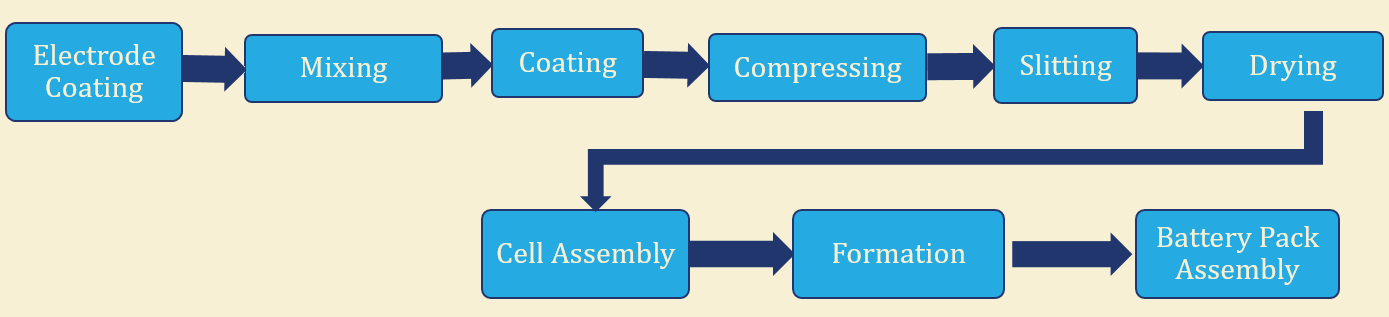 Electrode
Coating
Mixing
Coating
Compressing
Slitting
Drying
Cell Assembly
Formation
Battery Pack
Assembly